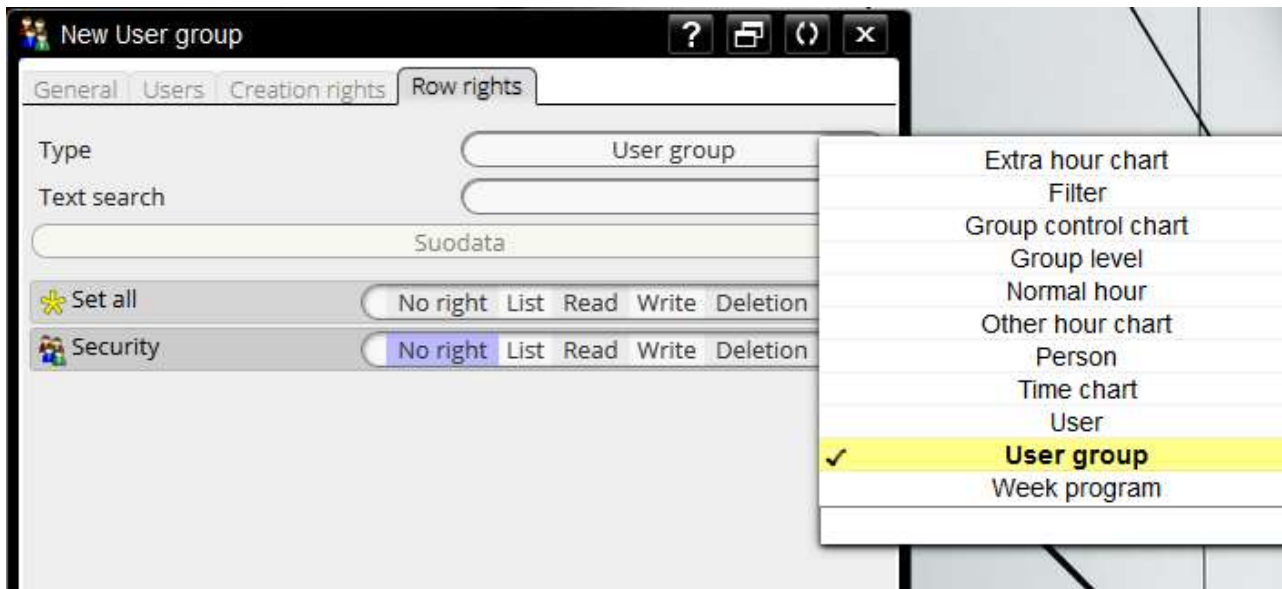 New User group
General Users Creation rights Row rights
Type User group
Text search
Suodata
Set all No right List Read Write Deletion
Security No right List Read Write Deletion
Extra hour chart
Filter
Group control chart
Group level
Normal hour
Other hour chart
Person
Time chart
User
User group
Week program